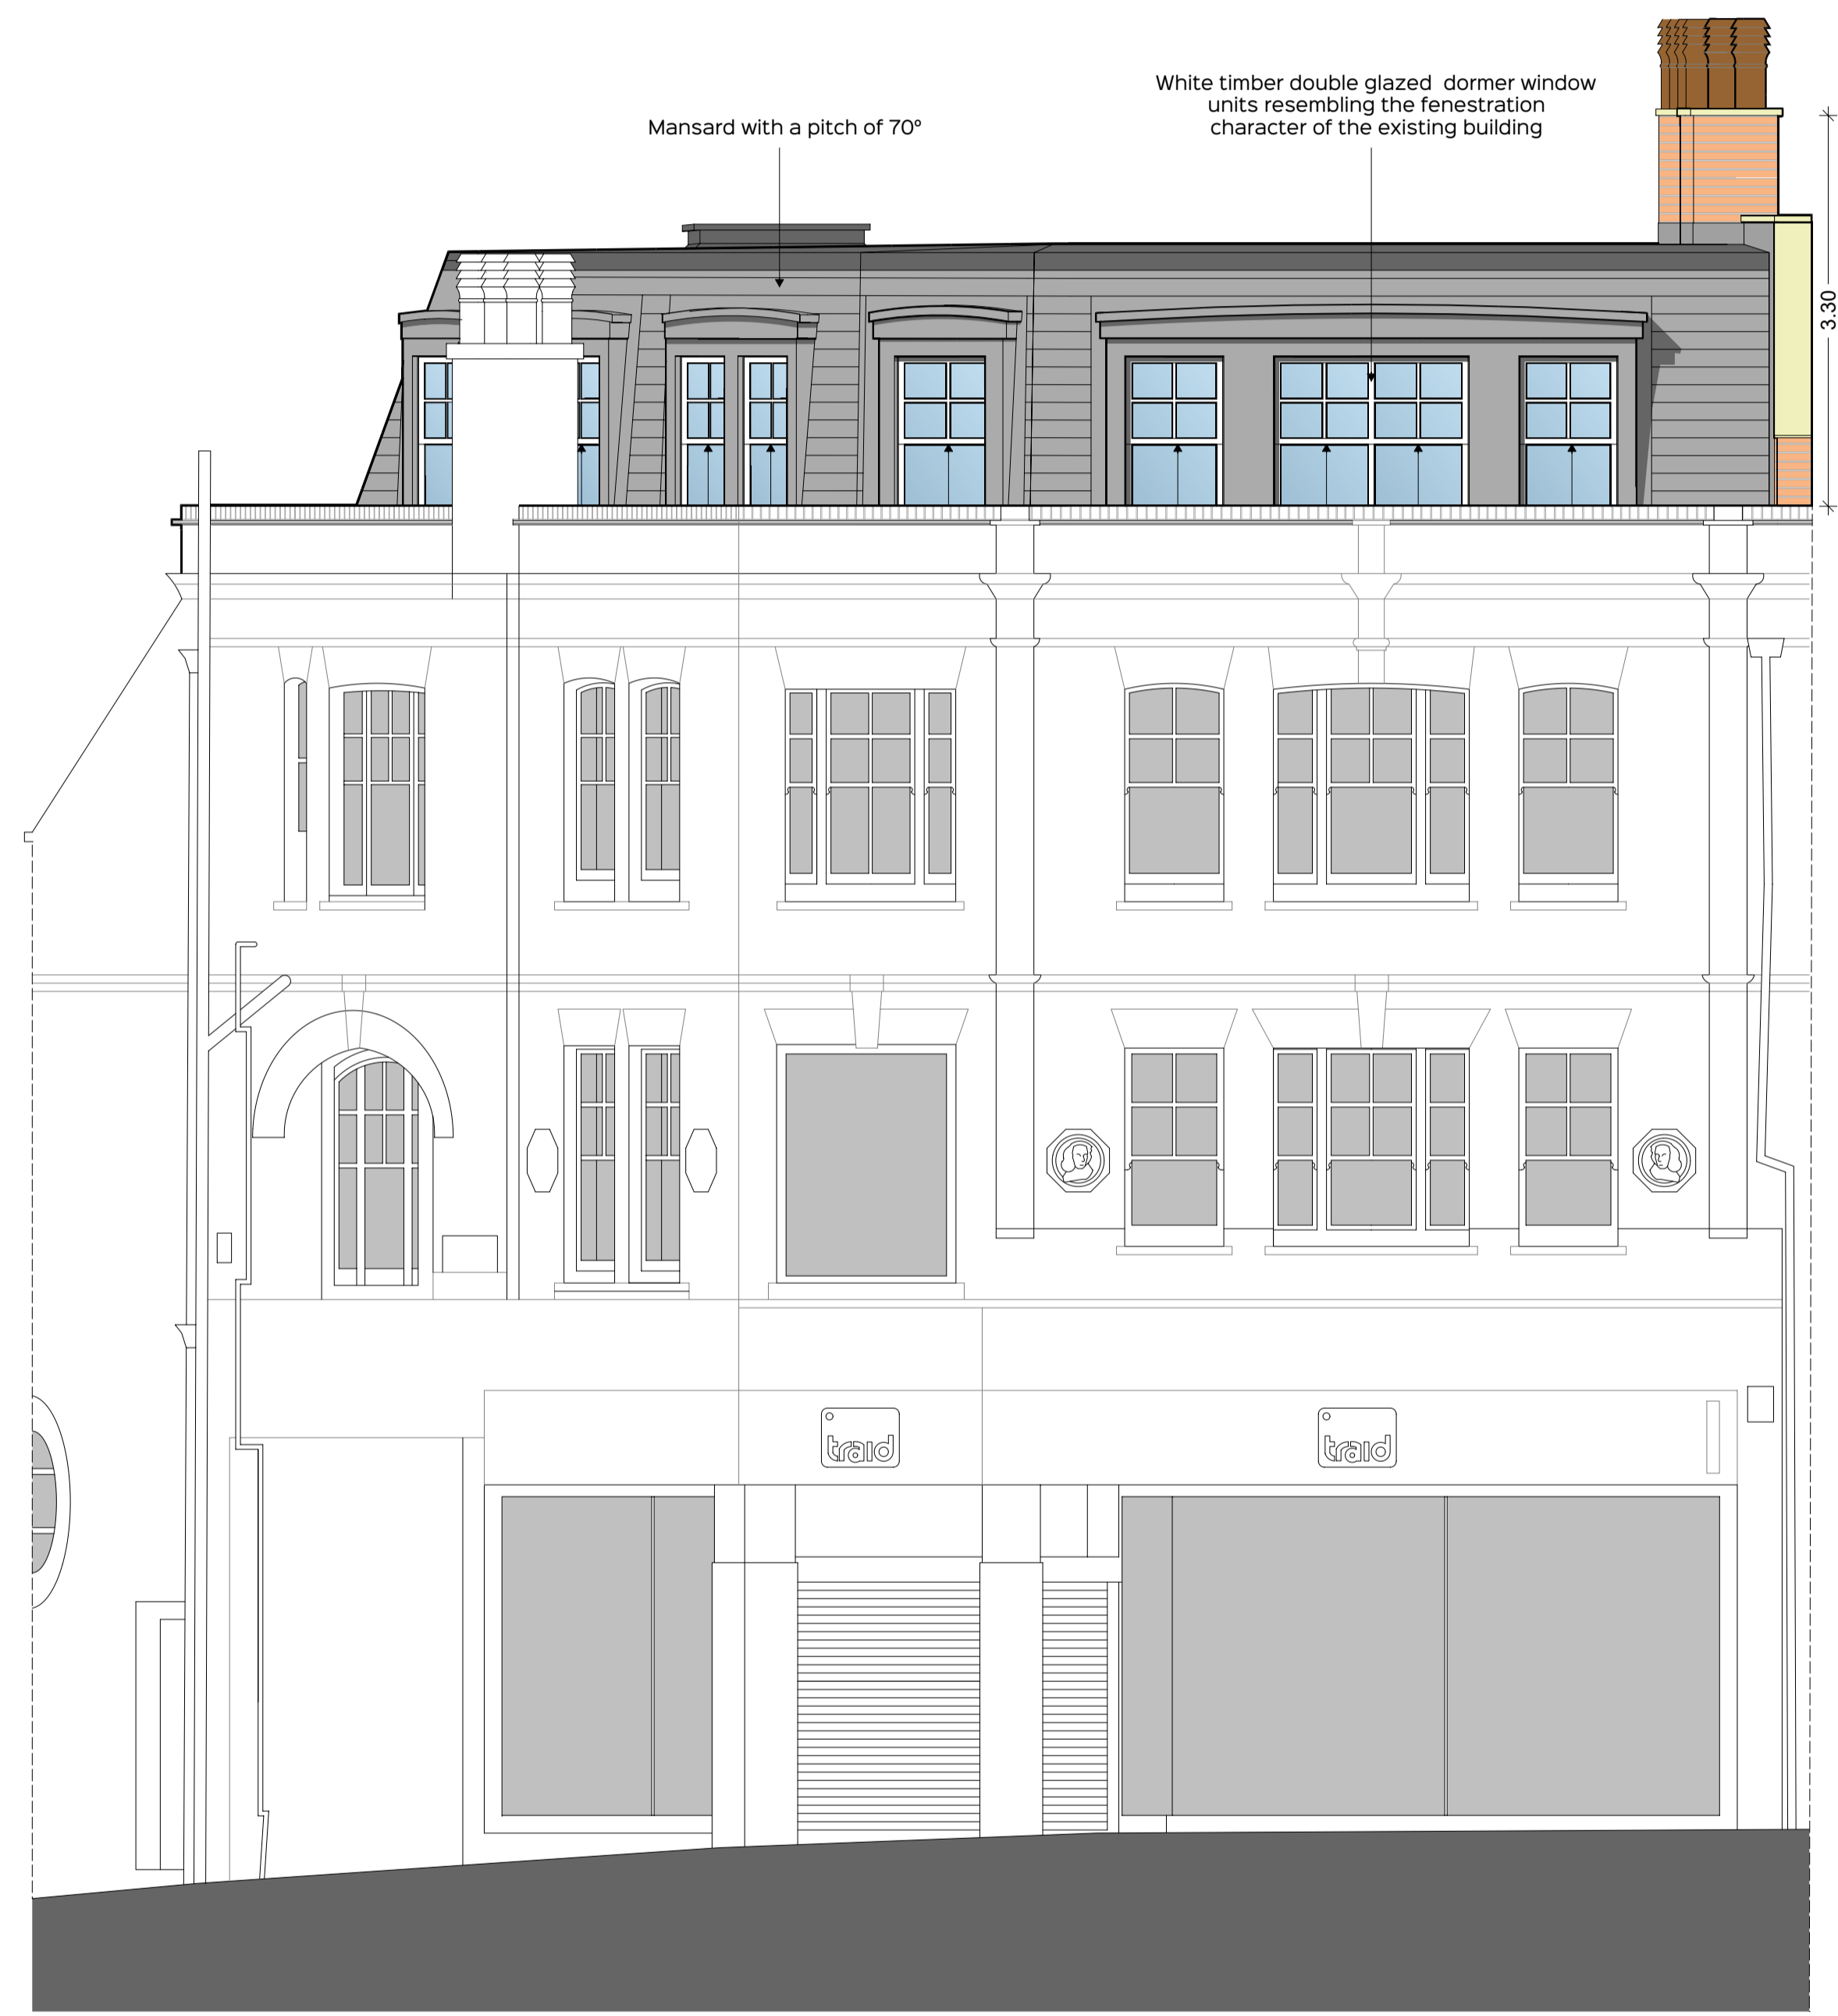 White timber double glazed dormer window
units resembling the fenestration
character of the existing building
Mansard with a pitch of 70º
3.30
traid
traid